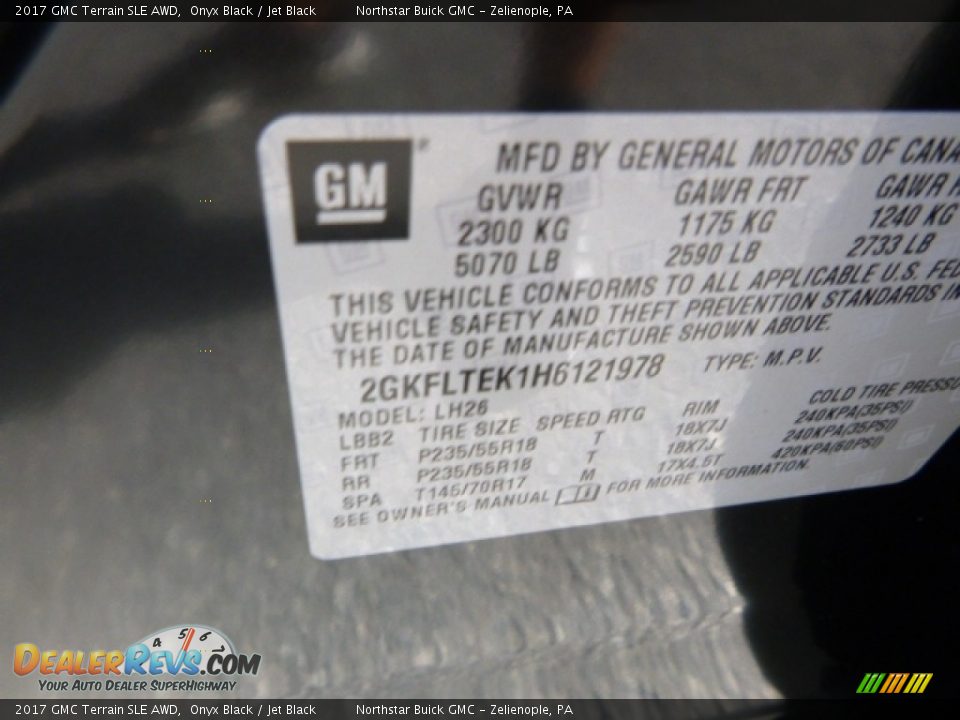 2017 GMC Terrain SLE AWD, Onyx Black / Jet Black Northstar Buick GMC - Zelienople, PA
GM ®
MFD BY GENERAL MOTORS OF CANA
GVWR GAWR FRT GAWR R
2300 KG 1175 KG 1240 KG
5070 LB 2590 LB 2733 LB
THIS VEHICLE CONFORMS TO ALL APPLICABLE U.S. FED
VEHICLE SAFETY AND THEFT PREVENTION STANDARDS IN
THE DATE OF MANUFACTURE SHOWN ABOVE.
2GKFLTEK1H6121978 TYPE: M.P.V.
MODEL: LH26
LBB2 TIRE SIZE SPEED RTG RIM COLD TIRE PRESSU
FRT P235/55R18 T 18X7J 240KPA(35PSI)
RR P235/55R18 T 18X7J 240KPA(35PSI)
SPA T145/70R17 M 17X4.5T 420KPA(60PSI)
SEE OWNER'S MANUAL FOR MORE INFORMATION.
4 5 6 7
DealerRevs.com
Your Auto Dealer SuperHighway
2017 GMC Terrain SLE AWD, Onyx Black / Jet Black Northstar Buick GMC - Zelienople, PA